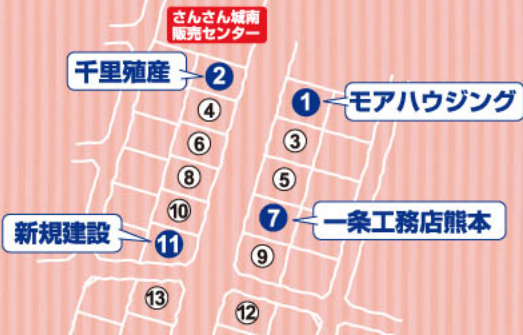 さんさん城南
販売センター
千里殖産
2
1
モアハウジング
4
3
6
5
8
7
一条工務店熊本
10
新規建設
11
9
13
12